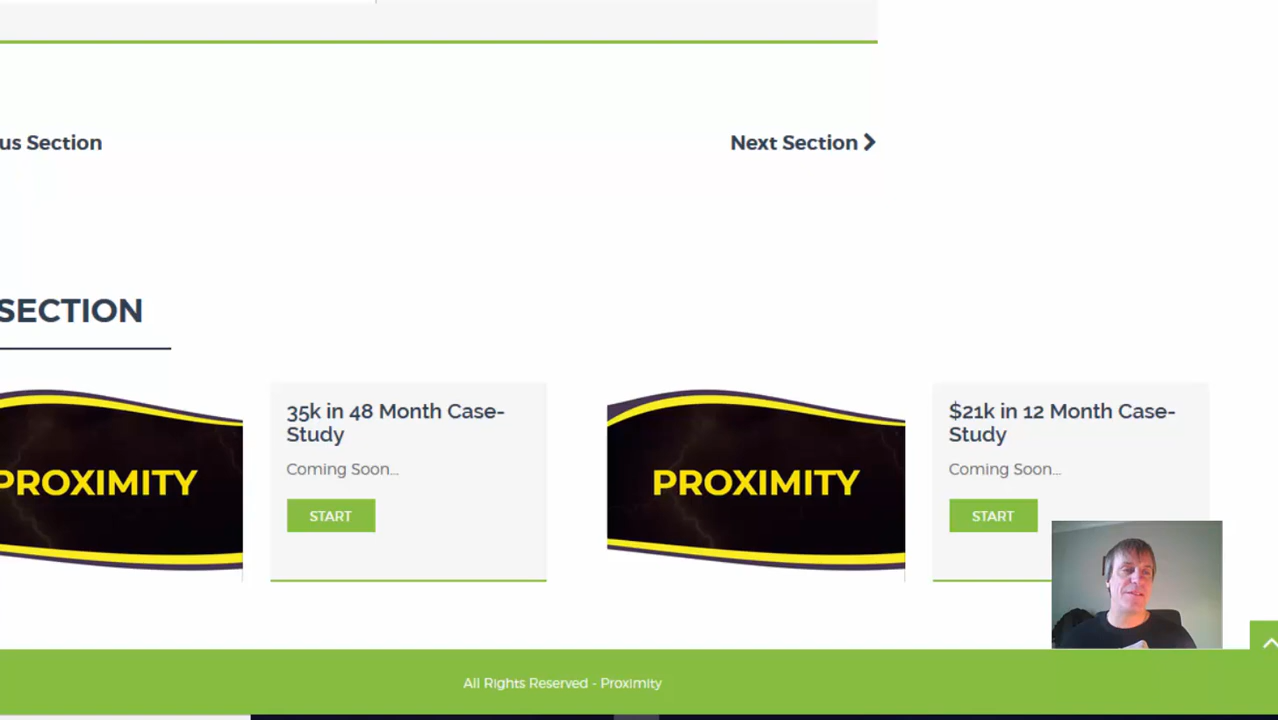 us Section
Next Section
SECTION
PROXIMITY
35k in 48 Month Case-
Study
Coming Soon...
START
PROXIMITY
$21k in 12 Month Case-
Study
Coming Soon...
START
All Rights Reserved - Proximity